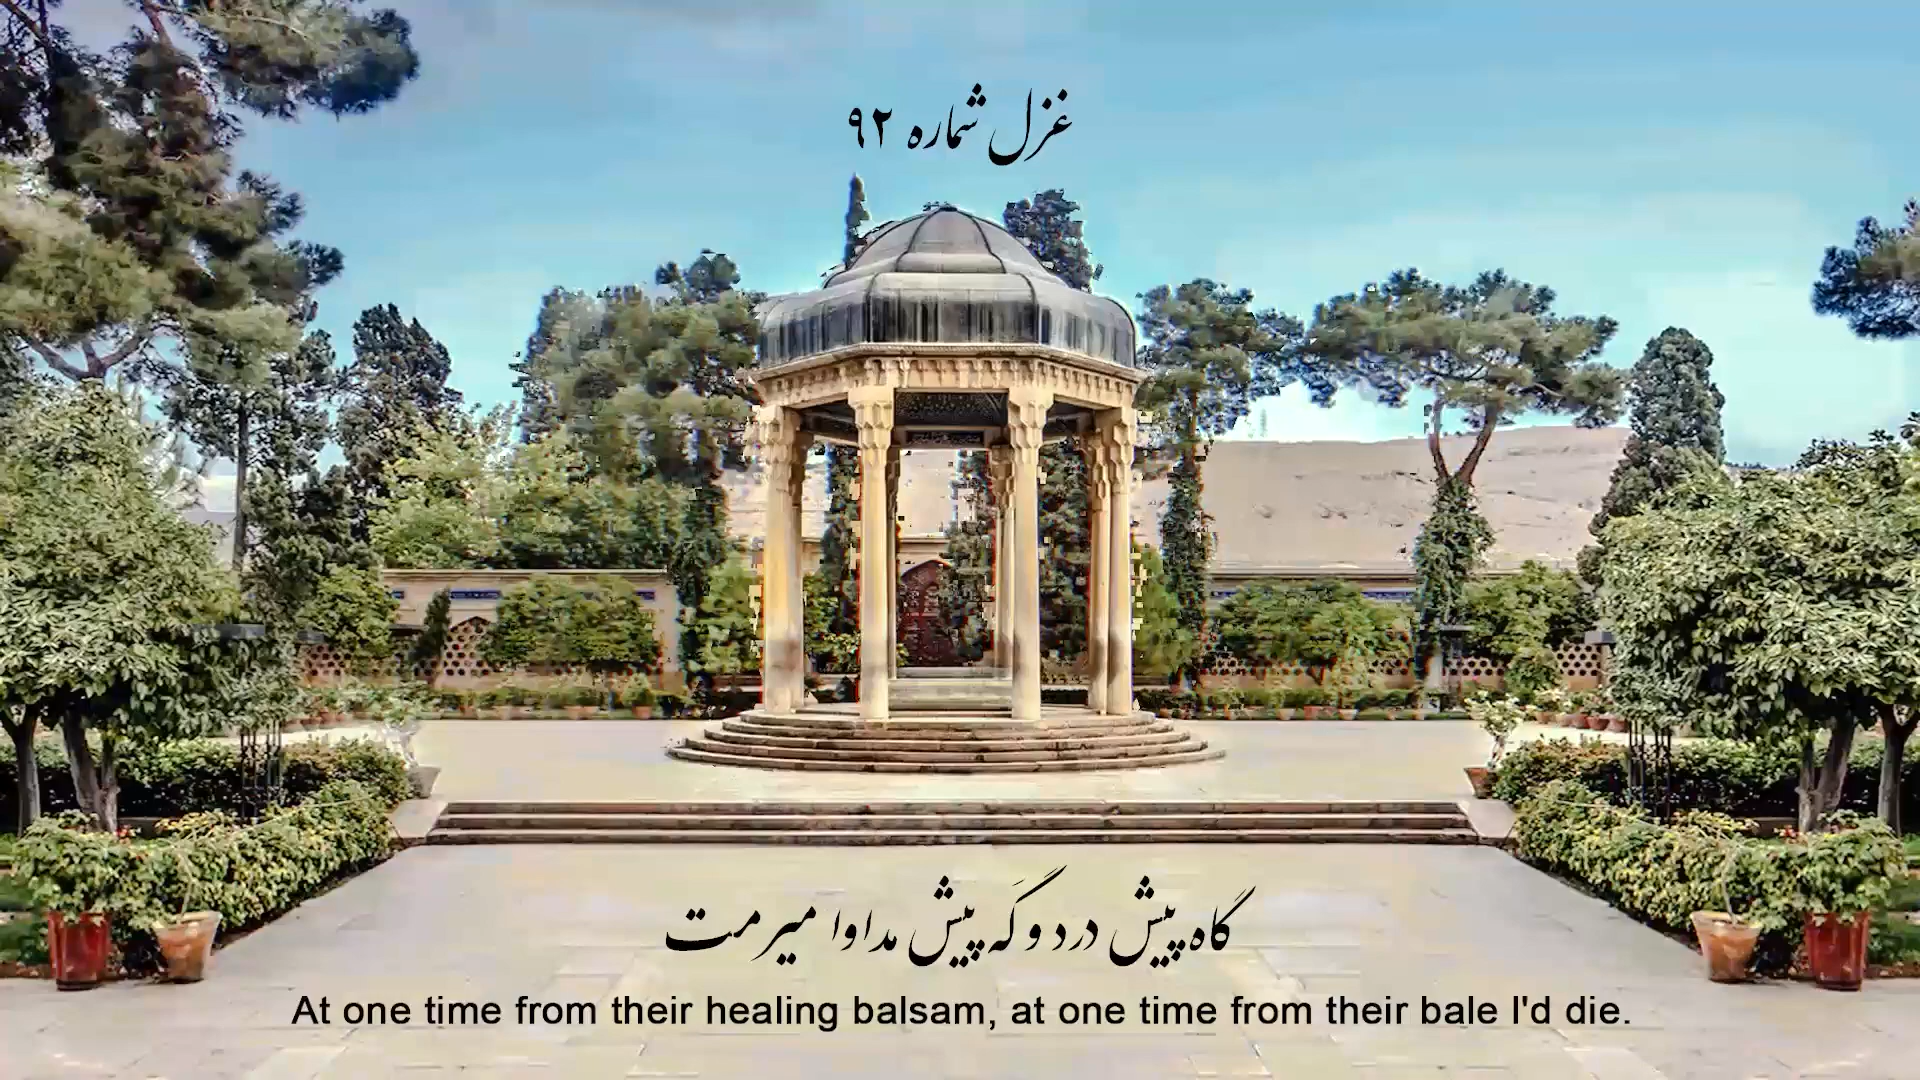 غزل شماره ۹۲
گاه پیش درد و گَه پیش مداوا میرمت
At one time from their healing balsam, at one time from their bale I'd die.